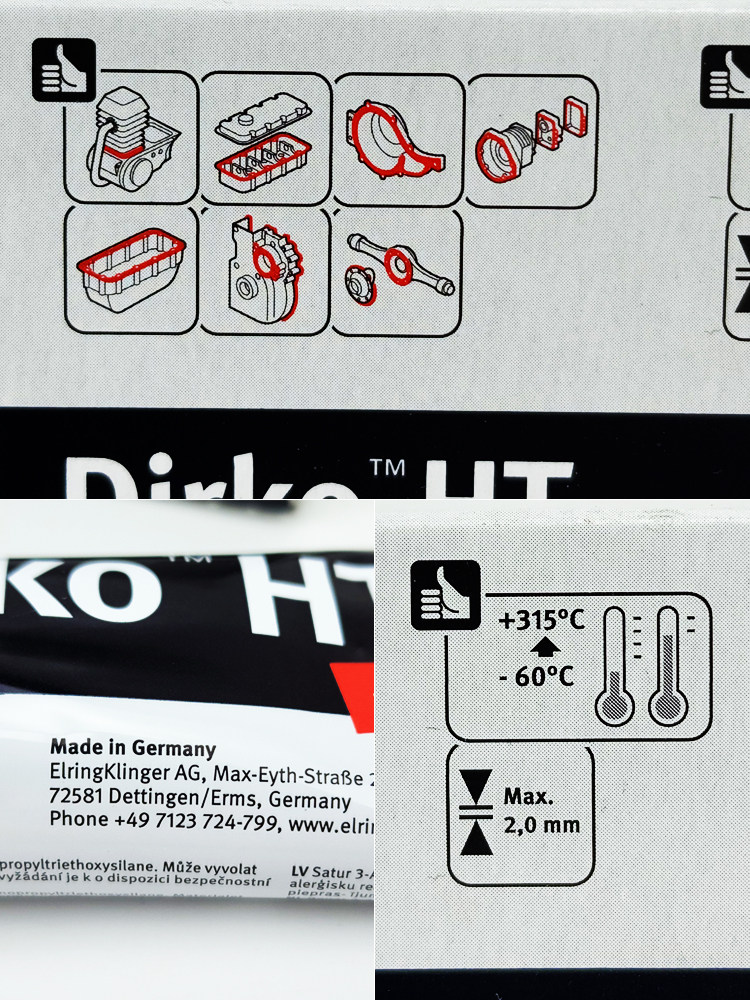 Dirko™ HT
ko™ HT
Made in Germany
ElringKlinger AG, Max-Eyth-Straße
72581 Dettingen/Erms, Germany
Phone +49 7123 724-799, www.elri
propyltriethoxysilane. Může vyvolat
vyžádání je k o dispozici bezpečnostní
LV Satur 3-
alerģisku re
+315°C
- 60°C
Max.
2,0 mm